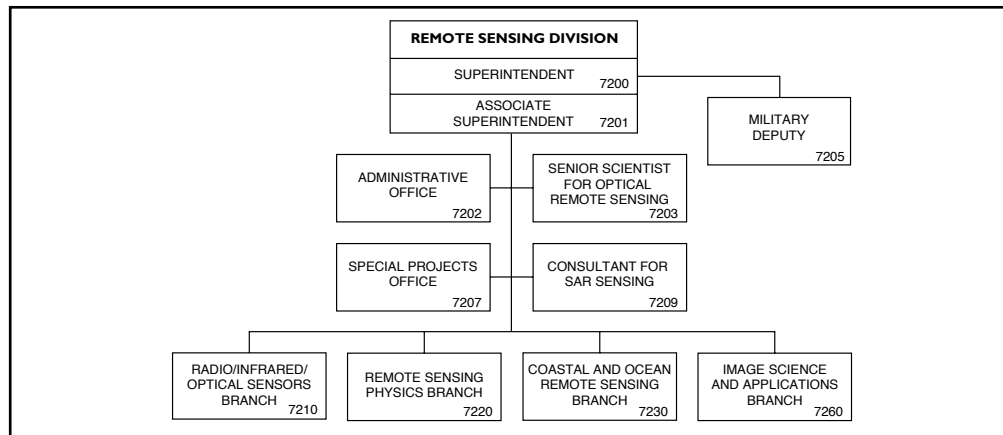 REMOTE SENSING DIVISION
SUPERINTENDENT
7200
ASSOCIATE
SUPERINTENDENT
7201
MILITARY
DEPUTY
7205
ADMINISTRATIVE
OFFICE
7202
SENIOR SCIENTIST
FOR OPTICAL
REMOTE SENSING
7203
SPECIAL PROJECTS
OFFICE
7207
CONSULTANT FOR
SAR SENSING
7209
RADIO/INFRARED/
OPTICAL SENSORS
BRANCH
7210
REMOTE SENSING
PHYSICS BRANCH
7220
COASTAL AND OCEAN
REMOTE SENSING
BRANCH
7230
IMAGE SCIENCE
AND APPLICATIONS
BRANCH
7260